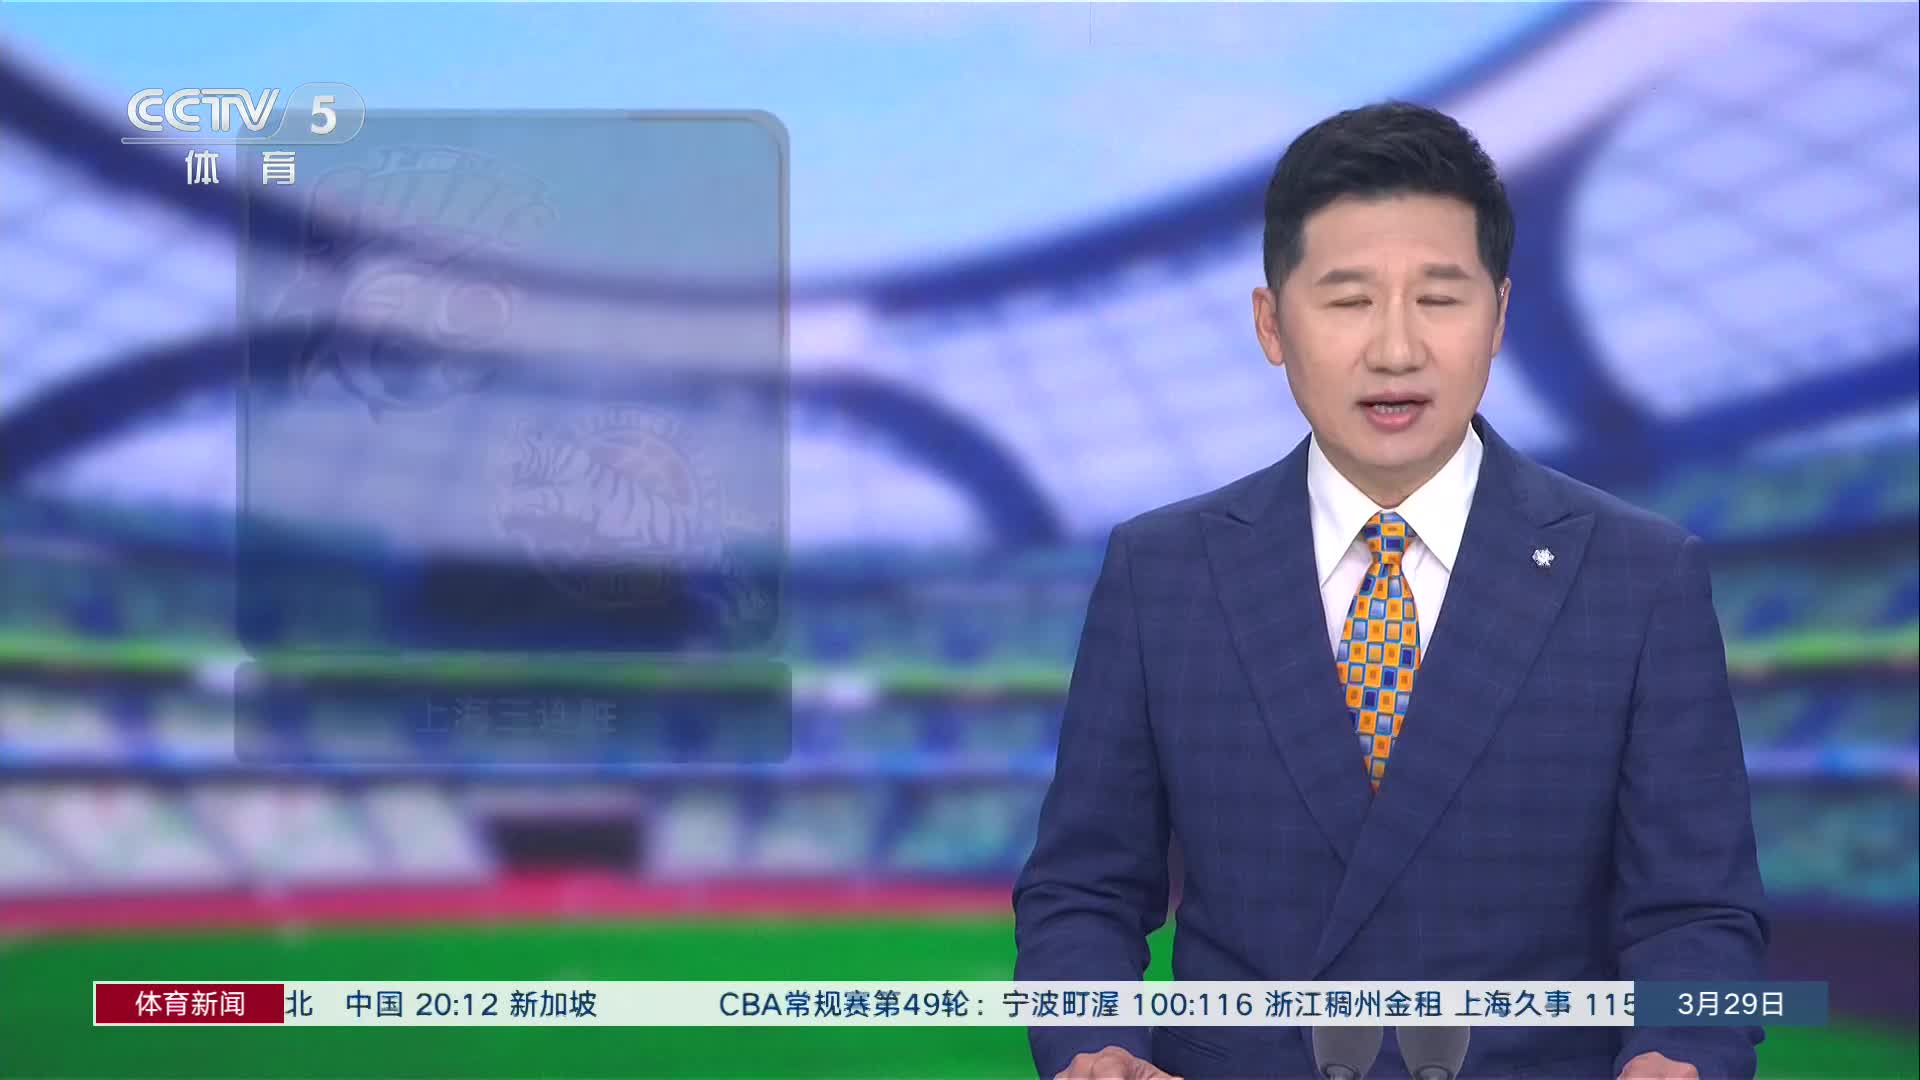 CCTV 5
体育
SHARKS
上海三连胜
体育新闻
北 中国 20:12 新加坡 CBA常规赛第49轮：宁波町渥 100:116 浙江稠州金租 上海久事 115
3月29日